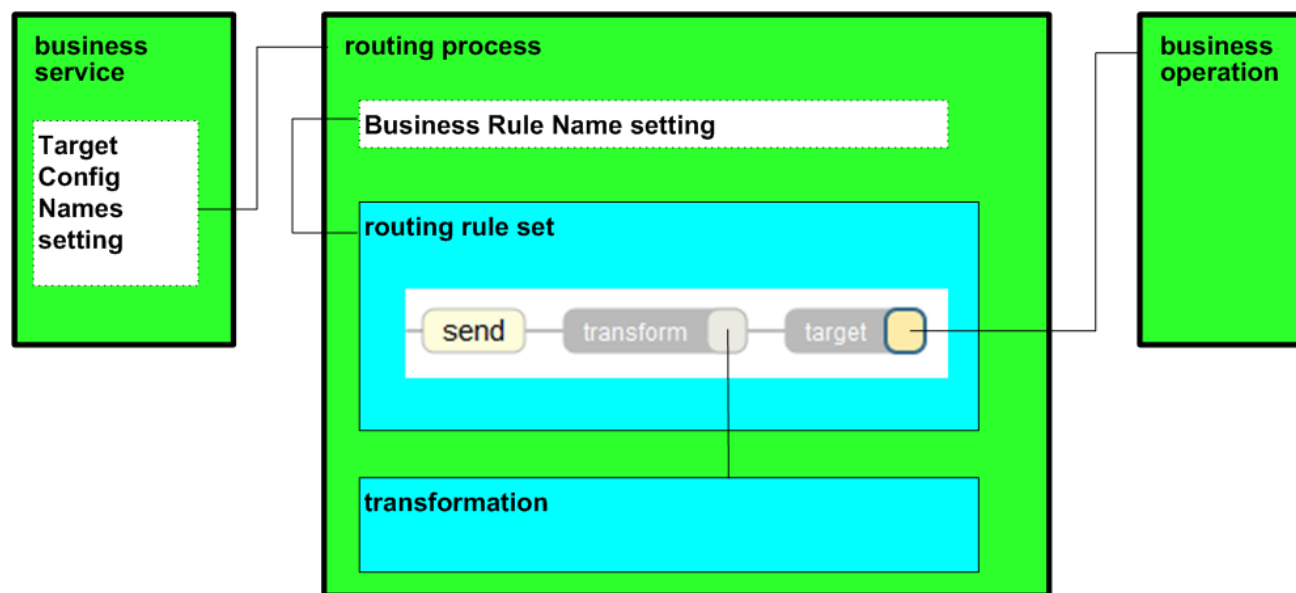 business
service
Target
Config
Names
setting
routing process
Business Rule Name setting
routing rule set
send
transform
target
transformation
business
operation